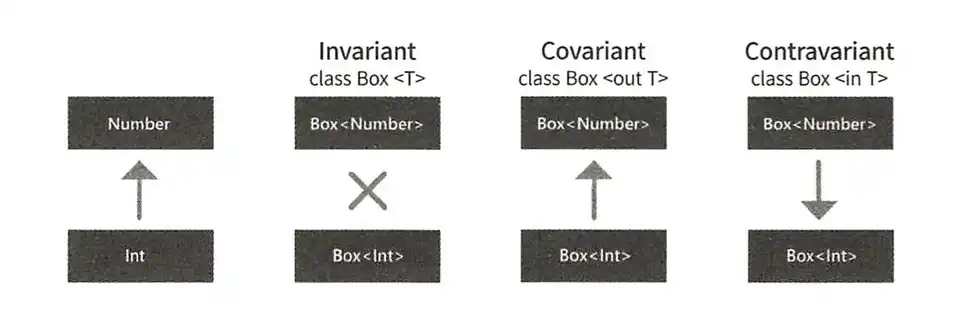 Invariant
class Box <T>
Covariant
class Box <out T>
Contravariant
class Box <in T>
Number
Box<Number>
Box<Number>
Box<Number>
Int
Box<Int>
Box<Int>
Box<Int>